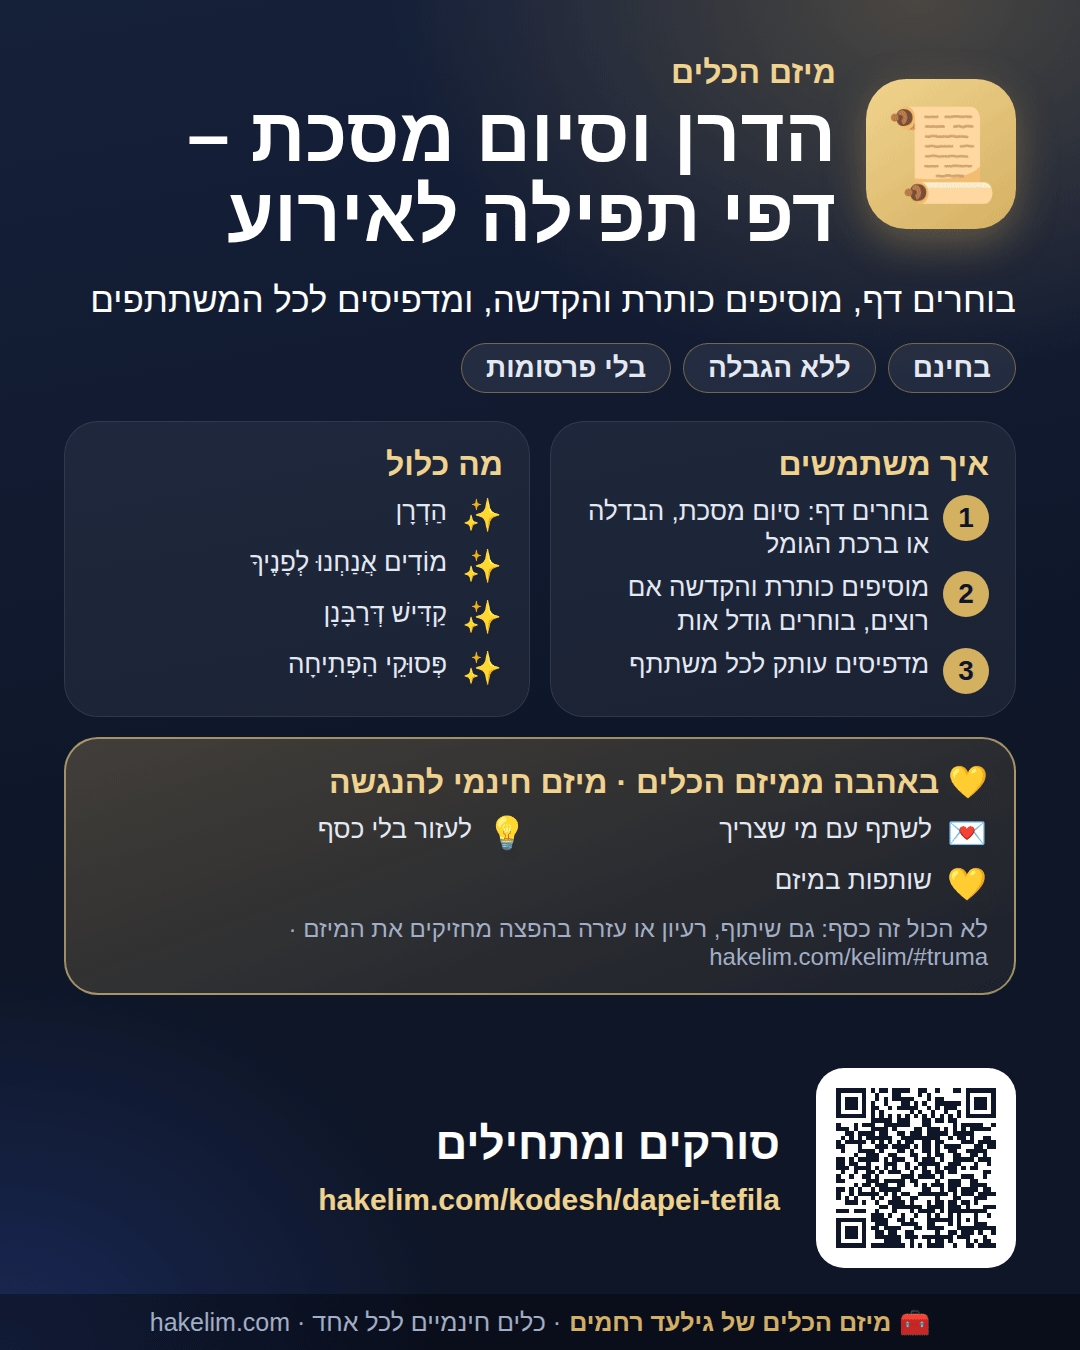 מיזם הכלים
הדרן וסיום מסכת –
דפי תפילה לאירוע
בוחרים דף, מוסיפים כותרת והקדשה, ומדפיסים לכל המשתתפים
בחינם
ללא הגבלה
בלי פרסומות
איך משתמשים
1 בוחרים דף: סיום מסכת, הבדלה
או ברכת הגומל
2 מוסיפים כותרת והקדשה אם
רוצים, בוחרים גודל אות
3 מדפיסים עותק לכל משתתף
מה כלול
הַדְרָן
מוֹדִים אֲנַחְנוּ לְפָנֶיךָ
קַדִּישׁ דְּרַבָּנָן
פְּסוּקֵי הַפְּתִיחָה
באהבה ממיזם הכלים · מיזם חינמי להנגשה
לשתף עם מי שצריך
לעזור בלי כסף
שותפות במיזם
לא הכול זה כסף: גם שיתוף, רעיון או עזרה בהפצה מחזיקים את המיזם ·
hakelim.com/kelim/#truma
סורקים ומתחילים
hakelim.com/kodesh/dapei-tefila
מיזם הכלים של גילעד רחמים · כלים חינמיים לכל אחד · hakelim.com